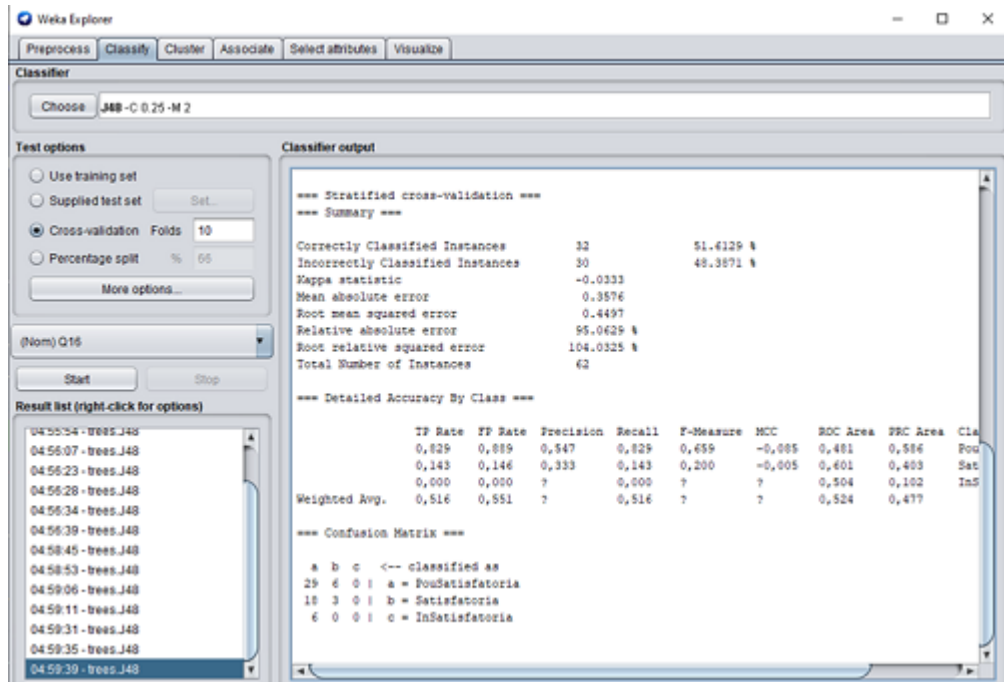 Weka Explorer
Preprocess Classify Cluster Associate Select attributes Visualize
Classifier
Choose J48 -C 0.25 -M 2
Test options
Use training set
Supplied test set Set...
Cross-validation Folds 10
Percentage split % 66
More options...
(Nom) Q16
Start Stop
Result list (right-click for options)
04:55:54 - trees.J48
04:56:07 - trees.J48
04:56:23 - trees.J48
04:56:28 - trees.J48
04:56:34 - trees.J48
04:56:39 - trees.J48
04:58:45 - trees.J48
04:58:53 - trees.J48
04:59:06 - trees.J48
04:59:11 - trees.J48
04:59:31 - trees.J48
04:59:35 - trees.J48
04:59:39 - trees.J48
Classifier output
=== Stratified cross-validation ===
=== Summary ===
Correctly Classified Instances 32 51.6129 %
Incorrectly Classified Instances 30 48.3871 %
Kappa statistic -0.0333
Mean absolute error 0.3576
Root mean squared error 0.4497
Relative absolute error 95.0629 %
Root relative squared error 104.0325 %
Total Number of Instances 62
=== Detailed Accuracy By Class ===
TP Rate FP Rate Precision Recall F-Measure MCC ROC Area PRC Area Cla
0,829 0,889 0,547 0,829 0,659 -0,085 0,481 0,586 Pou
0,143 0,146 0,333 0,143 0,200 -0,005 0,601 0,403 Sat
0,000 0,000 ? 0,000 ? ? 0,504 0,102 InS
Weighted Avg. 0,516 0,551 ? 0,516 ? ? 0,524 0,477
=== Confusion Matrix ===
a b c <-- classified as
29 6 0 | a = PouSatisfatoria
18 3 0 | b = Satisfatoria
6 0 0 | c = InSatisfatoria